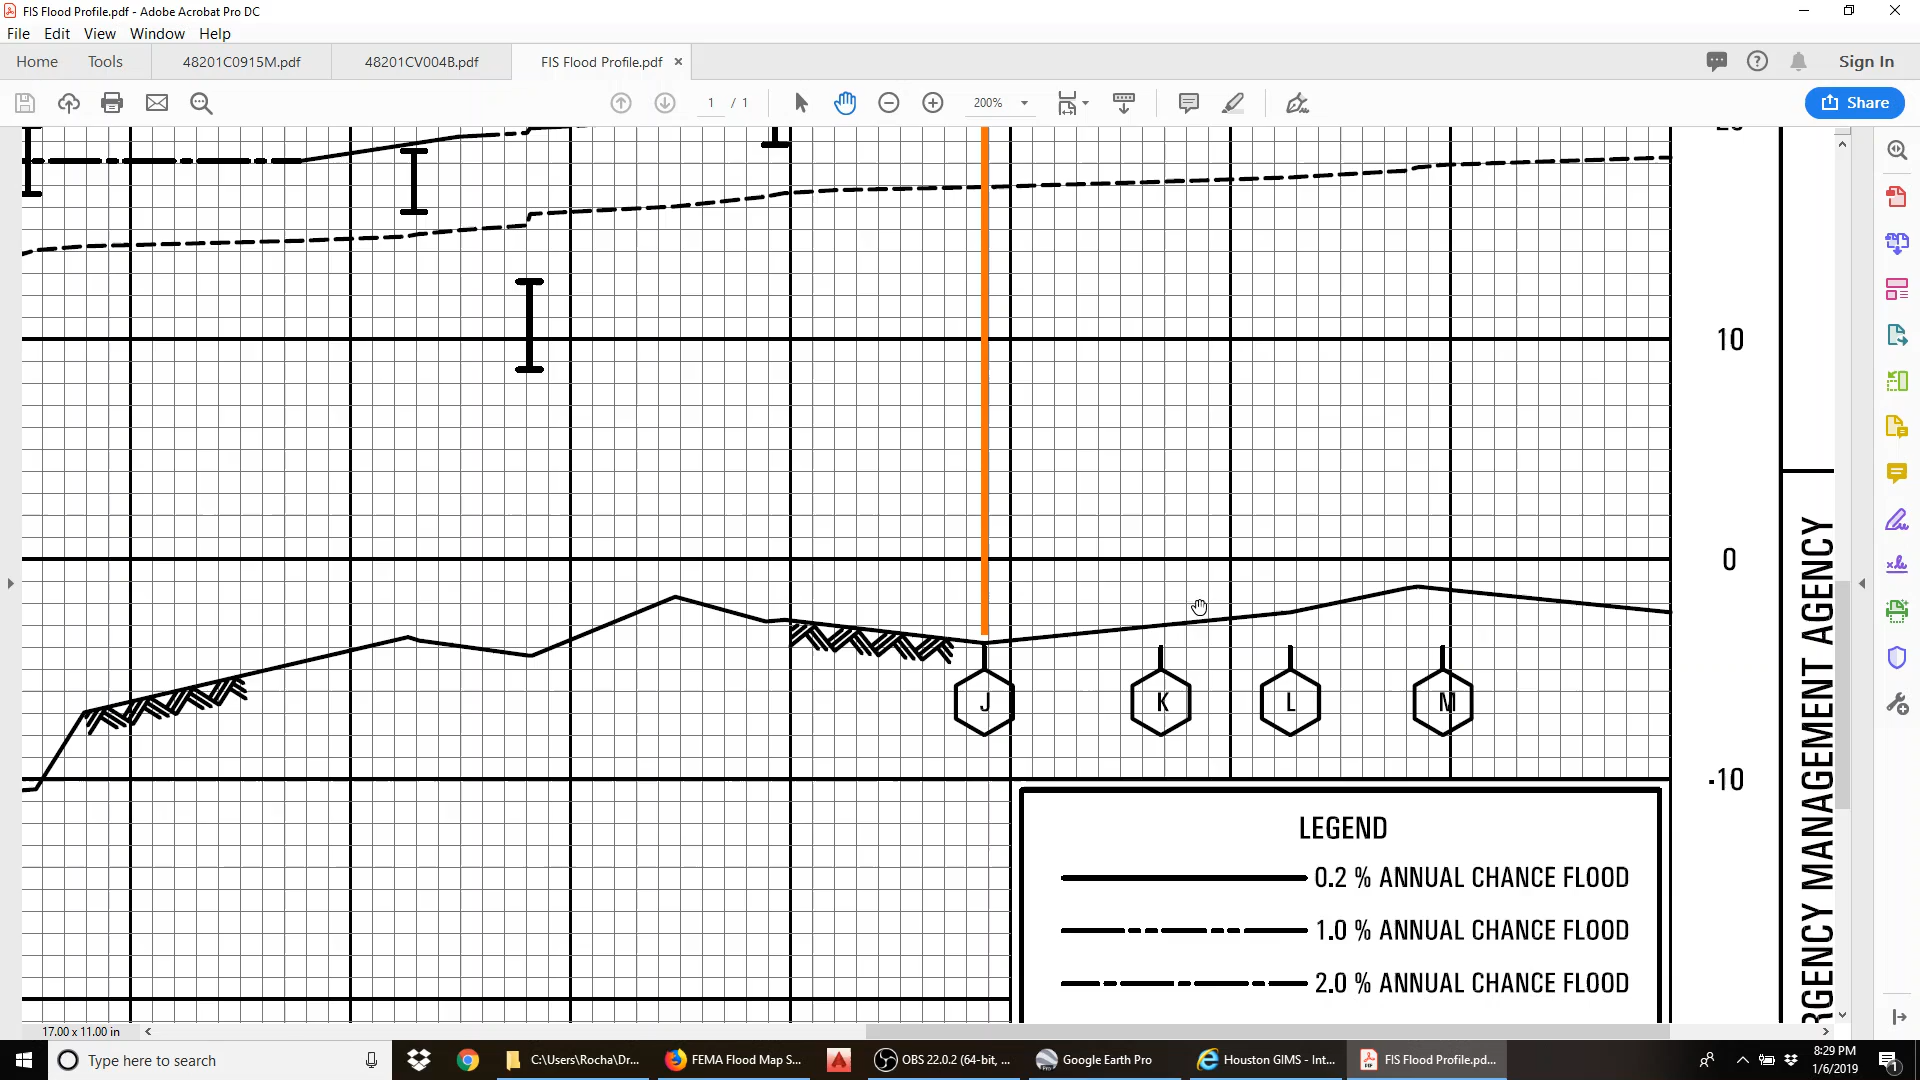 FIS Flood Profile.pdf - Adobe Acrobat Pro DC
File Edit View Window Help
Home Tools 48201C0915M.pdf 48201CV004B.pdf FIS Flood Profile.pdf × Sign In
1 / 1 200% Share
10
0
J K L M
-10
LEGEND
0.2 % ANNUAL CHANCE FLOOD
1.0 % ANNUAL CHANCE FLOOD
2.0 % ANNUAL CHANCE FLOOD
RGENCY MANAGEMENT AGENCY
17.00 x 11.00 in
Type here to search C:\Users\Rocha\Dr... FEMA Flood Map S... OBS 22.0.2 (64-bit, ... Google Earth Pro Houston GIMS - Int... FIS Flood Profile.pd...
8:29 PM
1/6/2019
1